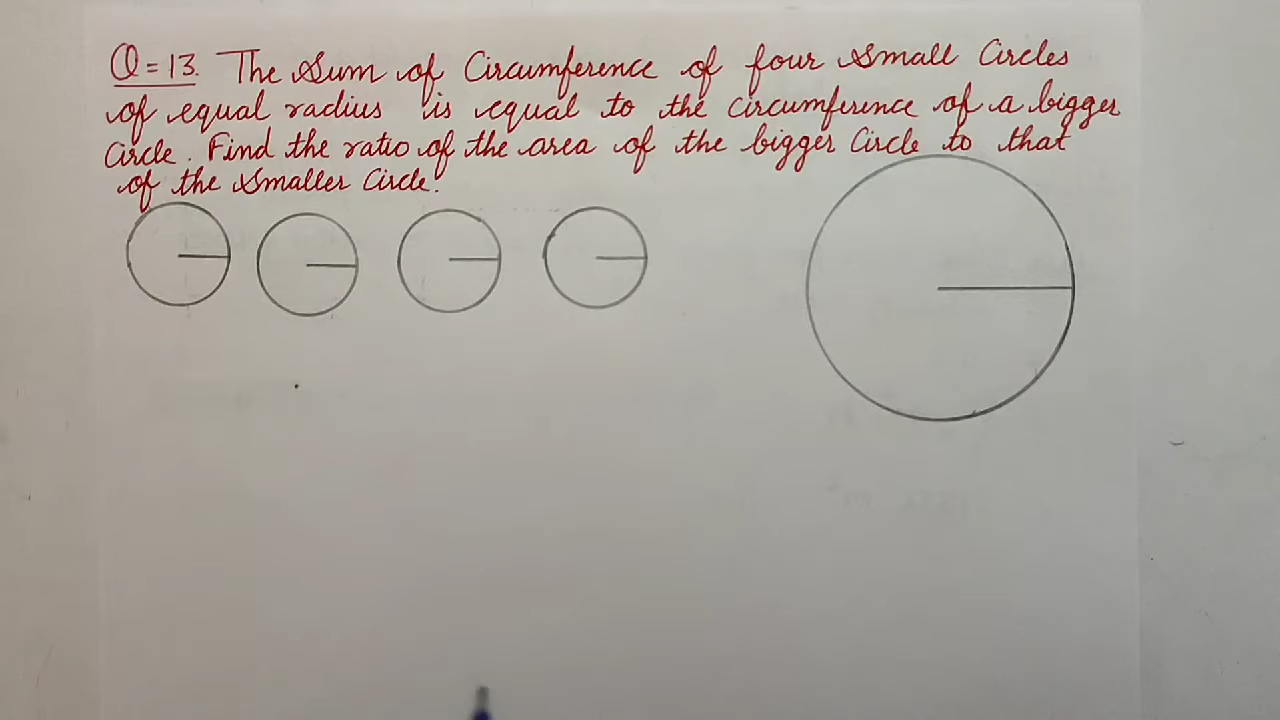 Q=13. The Sum of Circumference of four Small Circles
of equal radius is equal to the circumference of a bigger
Circle. Find the ratio of the area of the bigger Circle to that
of the Smaller Circle.